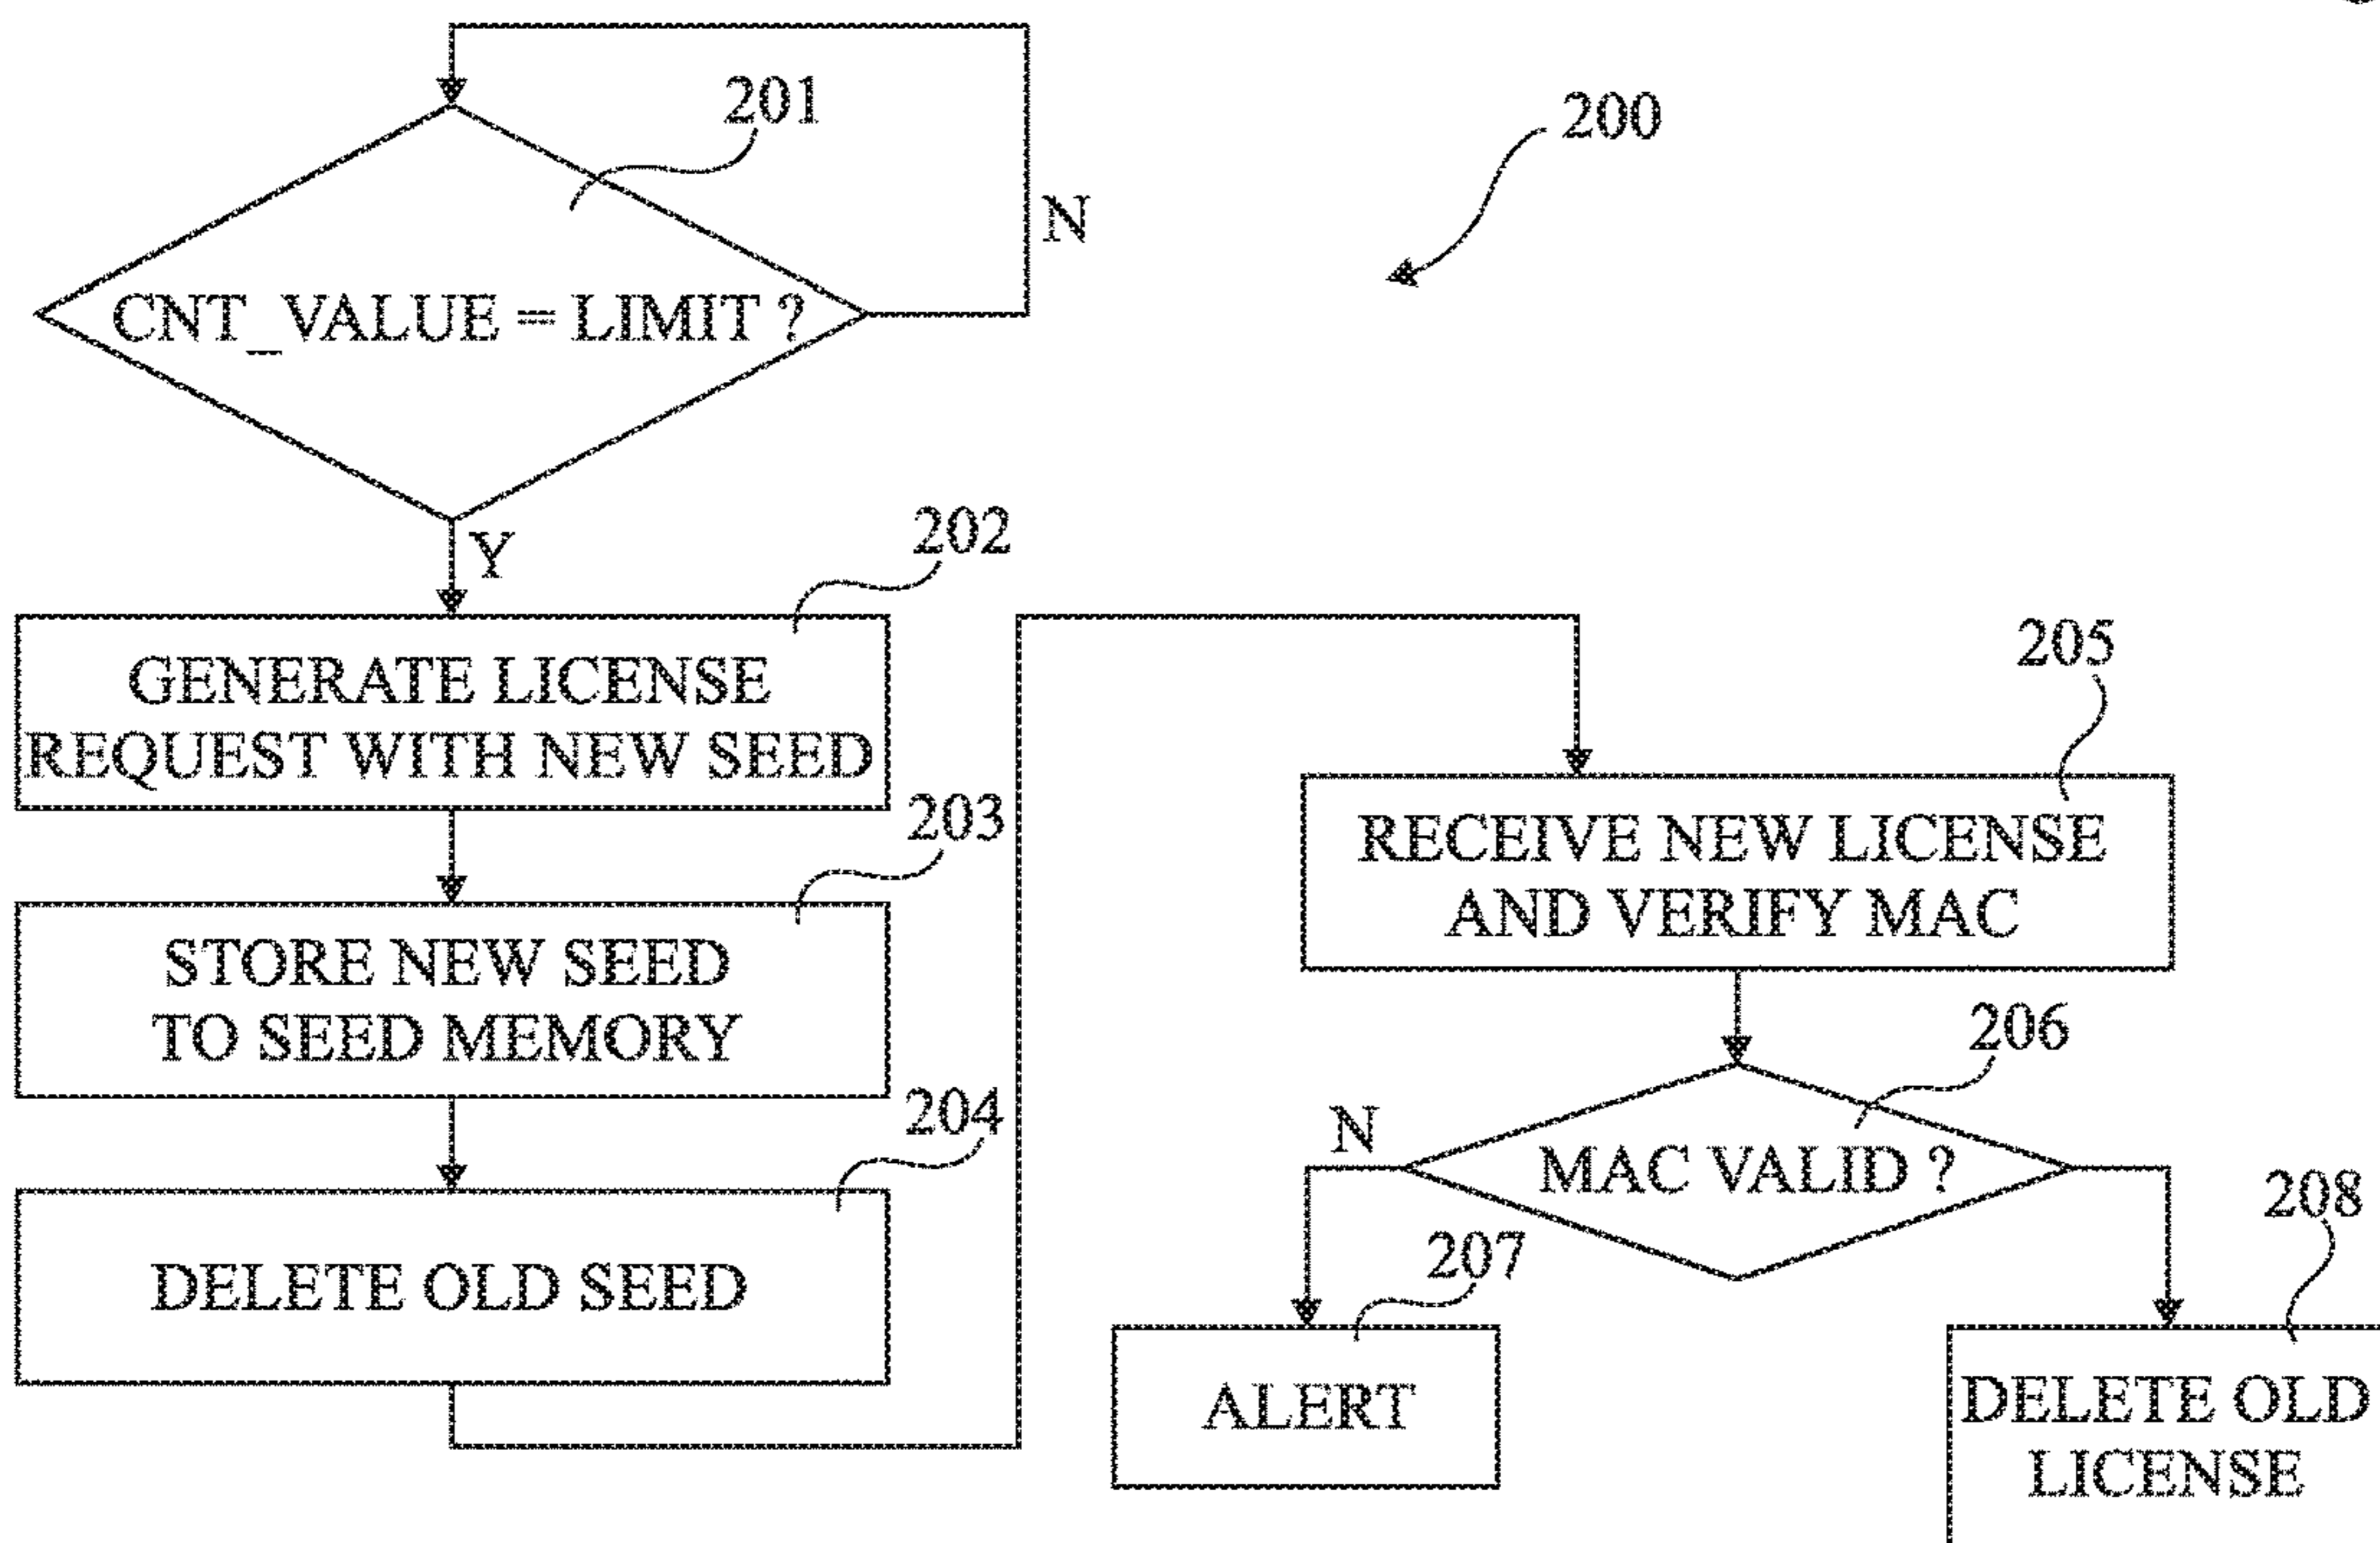 201
200
CNT_VALUE = LIMIT ?
N
Y
202
GENERATE LICENSE
REQUEST WITH NEW SEED
203
STORE NEW SEED
TO SEED MEMORY
204
DELETE OLD SEED
205
RECEIVE NEW LICENSE
AND VERIFY MAC
206
MAC VALID ?
N
207
ALERT
208
DELETE OLD
LICENSE